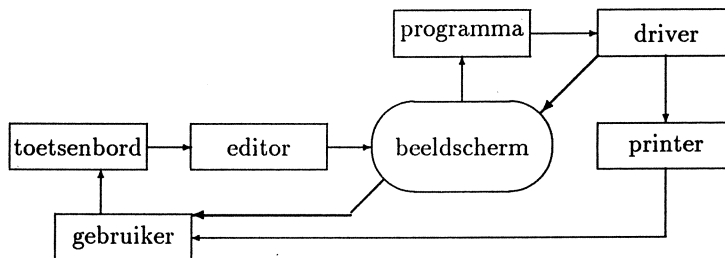 programma
driver
toetsenbord
editor
beeldscherm
printer
gebruiker